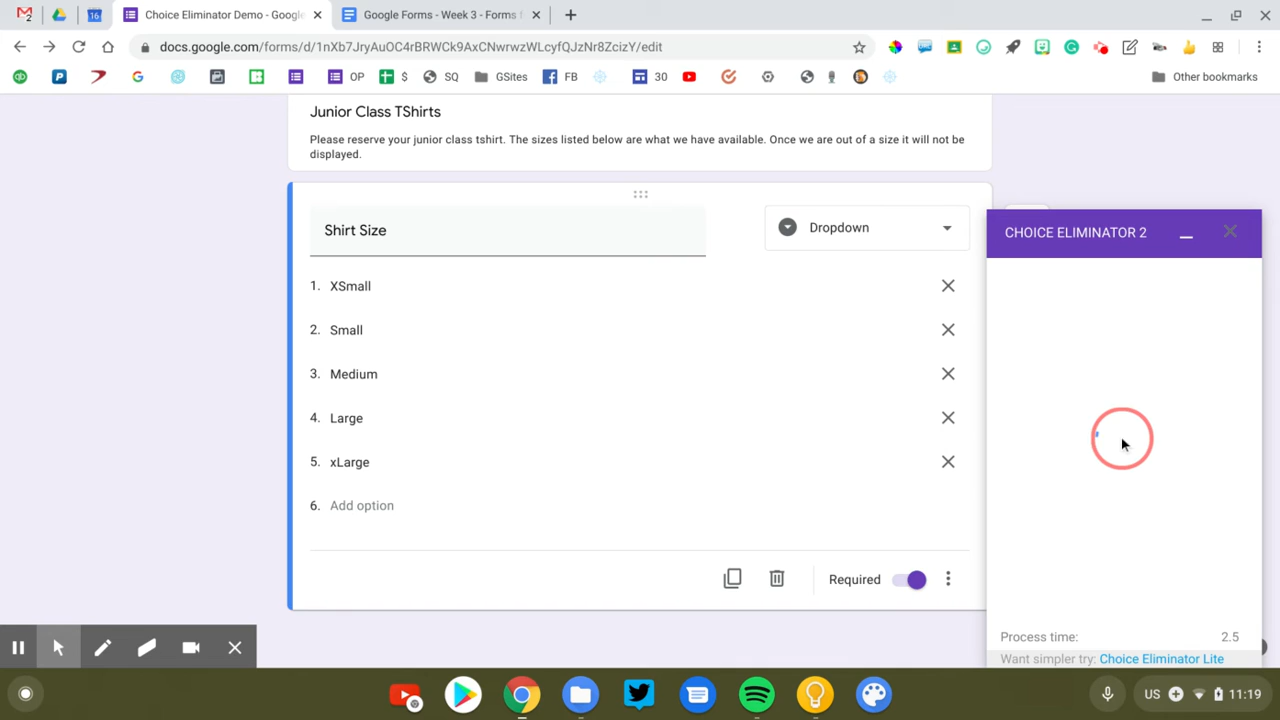 Choice Eliminator Demo - Google
Google Forms - Week 3 - Forms f
docs.google.com/forms/d/1nXb7JryAuOC4rBRWCk9AxCNwrwzWLcyfQJzNr8ZcizY/edit
OP
$
SQ
GSites
FB
30
Other bookmarks
Junior Class TShirts
Please reserve your junior class tshirt. The sizes listed below are what we have available. Once we are out of a size it will not be
displayed.
Shirt Size
Dropdown
CHOICE ELIMINATOR 2
1. XSmall
2. Small
3. Medium
4. Large
5. xLarge
6. Add option
Required
Process time: 2.5
Want simpler try: Choice Eliminator Lite
US
11:19